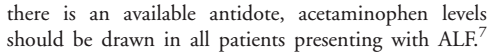 there is an available antidote, acetaminophen levels
should be drawn in all patients presenting with ALF.7